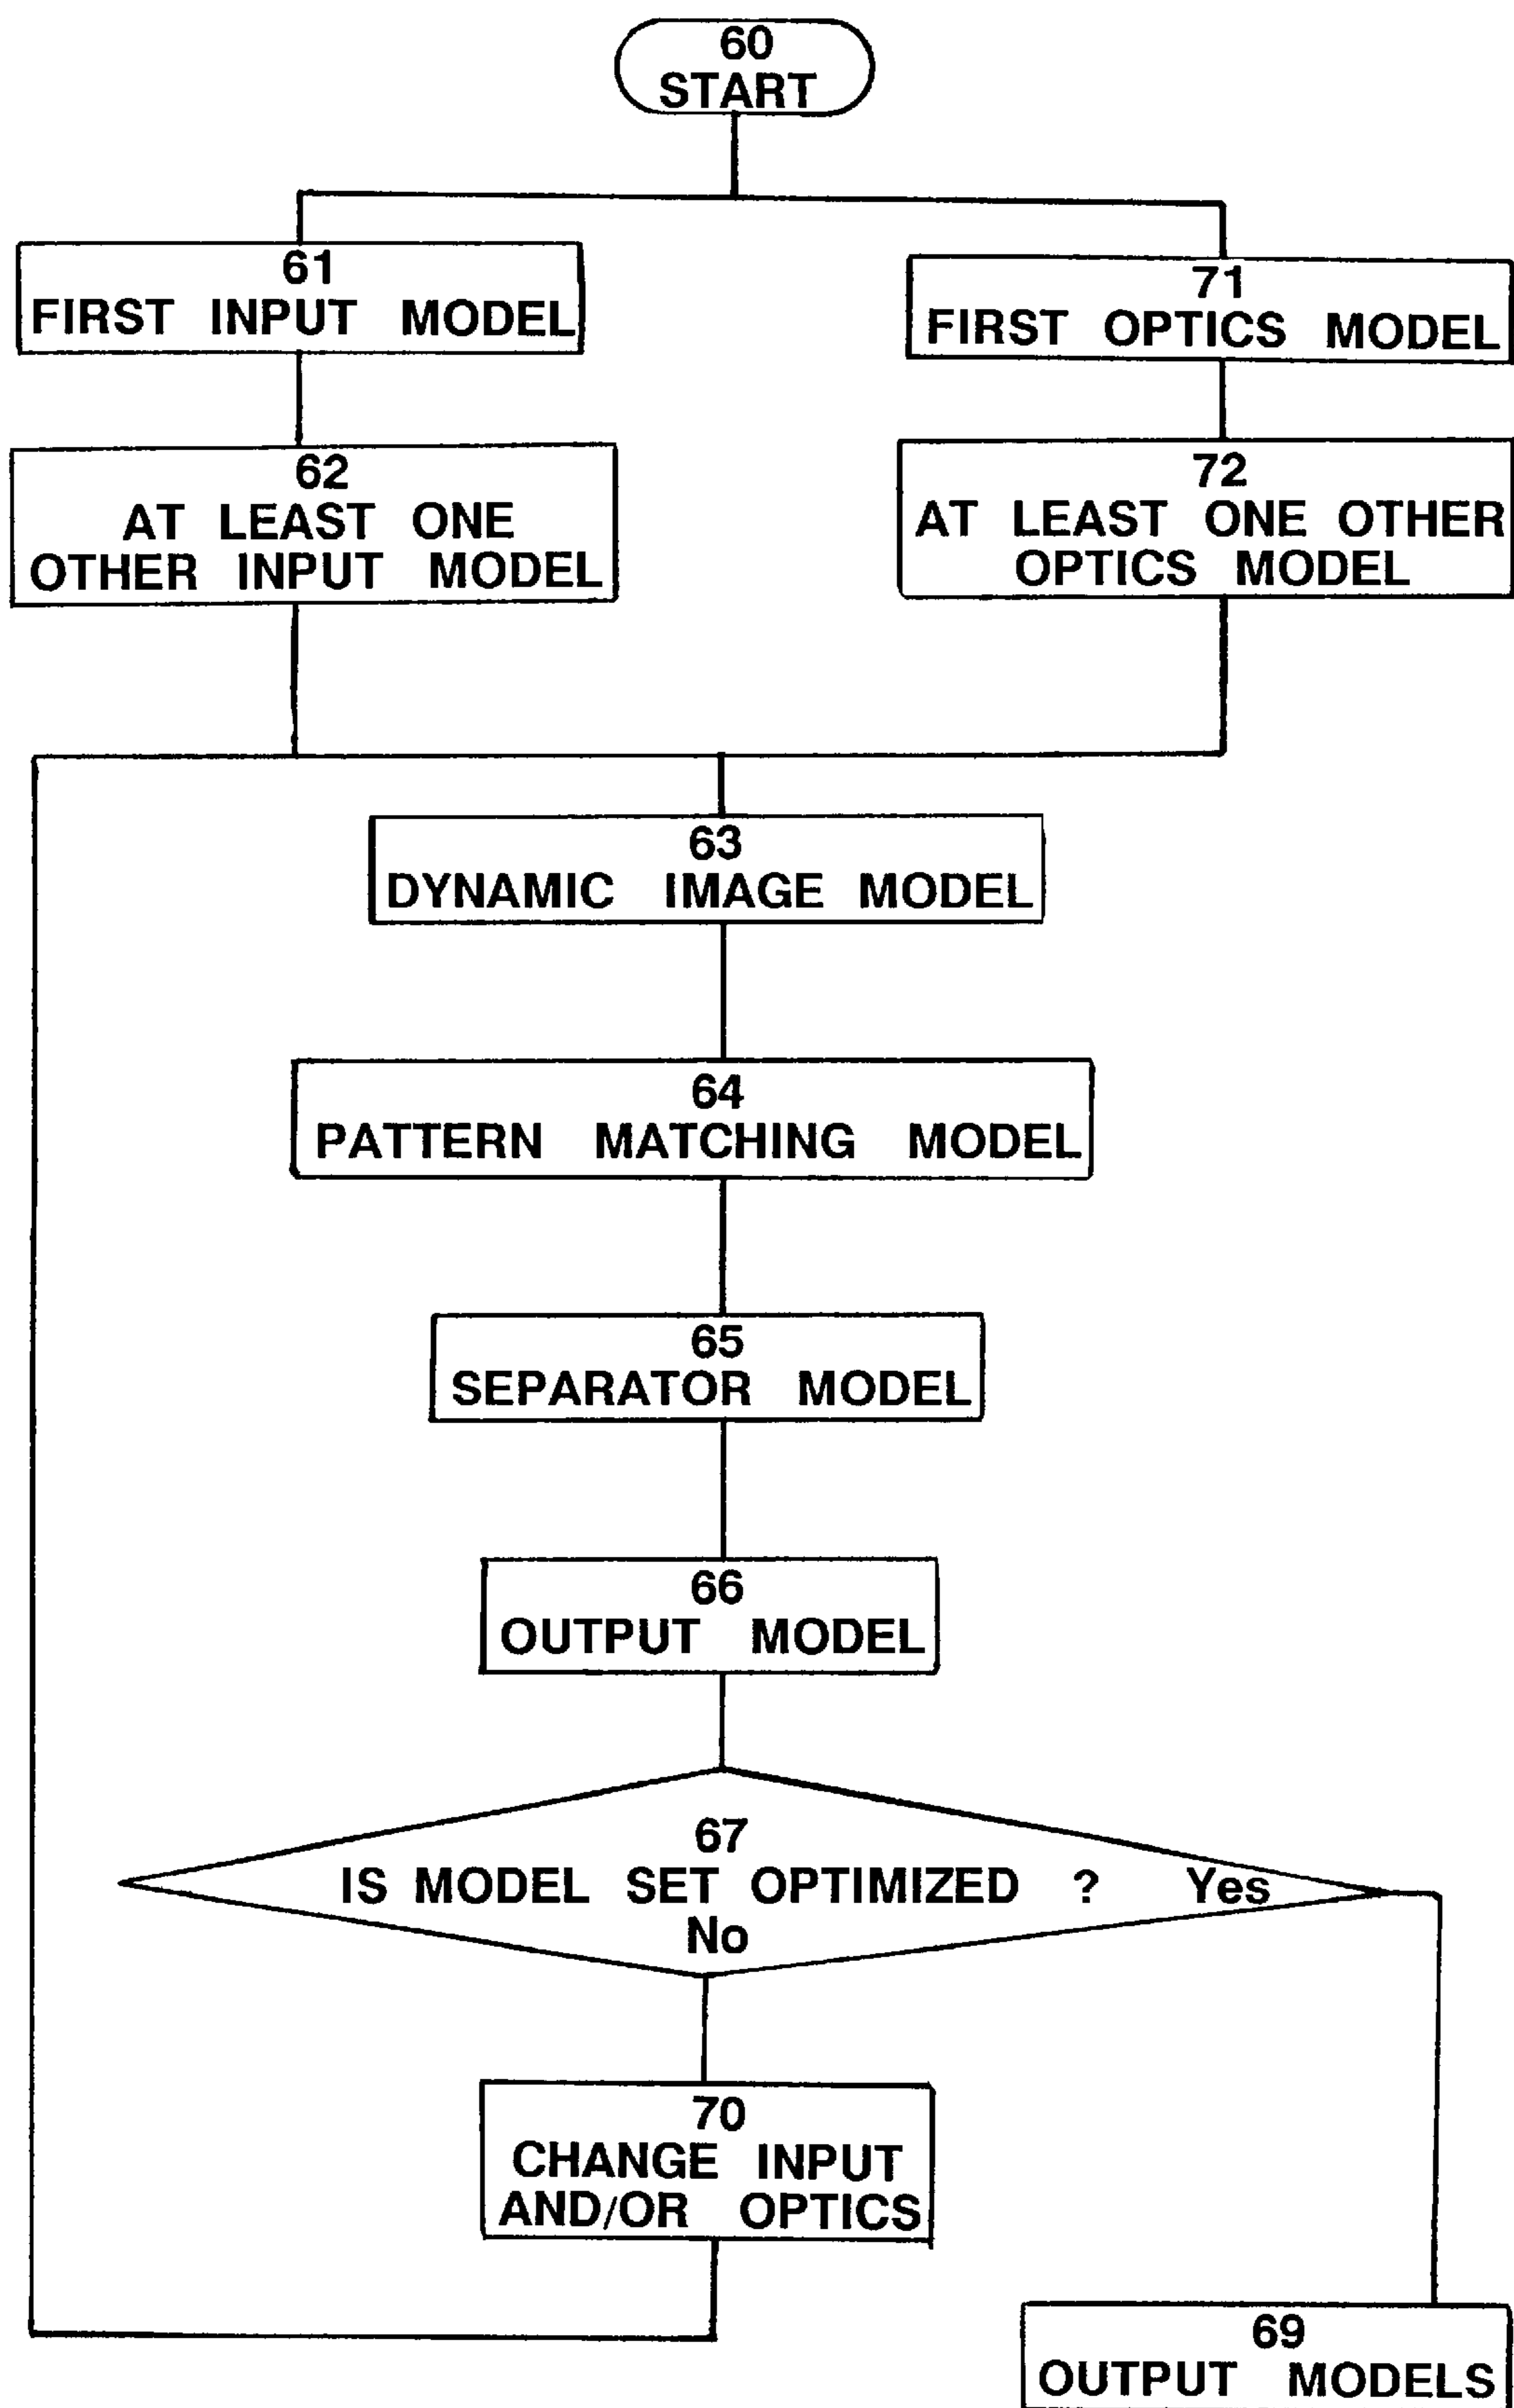 60
START
61
FIRST INPUT MODEL
71
FIRST OPTICS MODEL
62
AT LEAST ONE
OTHER INPUT MODEL
72
AT LEAST ONE OTHER
OPTICS MODEL
63
DYNAMIC IMAGE MODEL
64
PATTERN MATCHING MODEL
65
SEPARATOR MODEL
66
OUTPUT MODEL
67
IS MODEL SET OPTIMIZED ? Yes
No
70
CHANGE INPUT
AND/OR OPTICS
69
OUTPUT MODELS